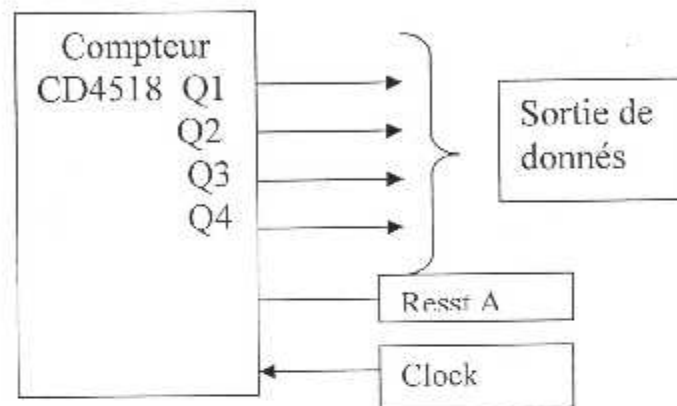 Compteur
CD4518 Q1
Q2
Q3
Q4
Sortie de
donnés
Resst A
Clock